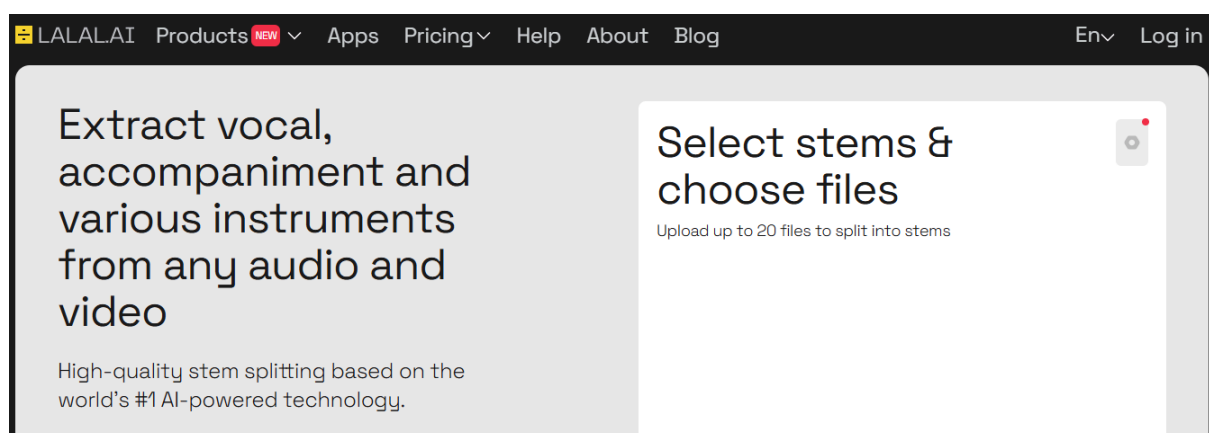 LALAL.AI Products NEW Apps Pricing Help About Blog En Log in
Extract vocal,
accompaniment and
various instruments
from any audio and
video
High-quality stem splitting based on the
world's #1 AI-powered technology.
Select stems &
choose files
Upload up to 20 files to split into stems